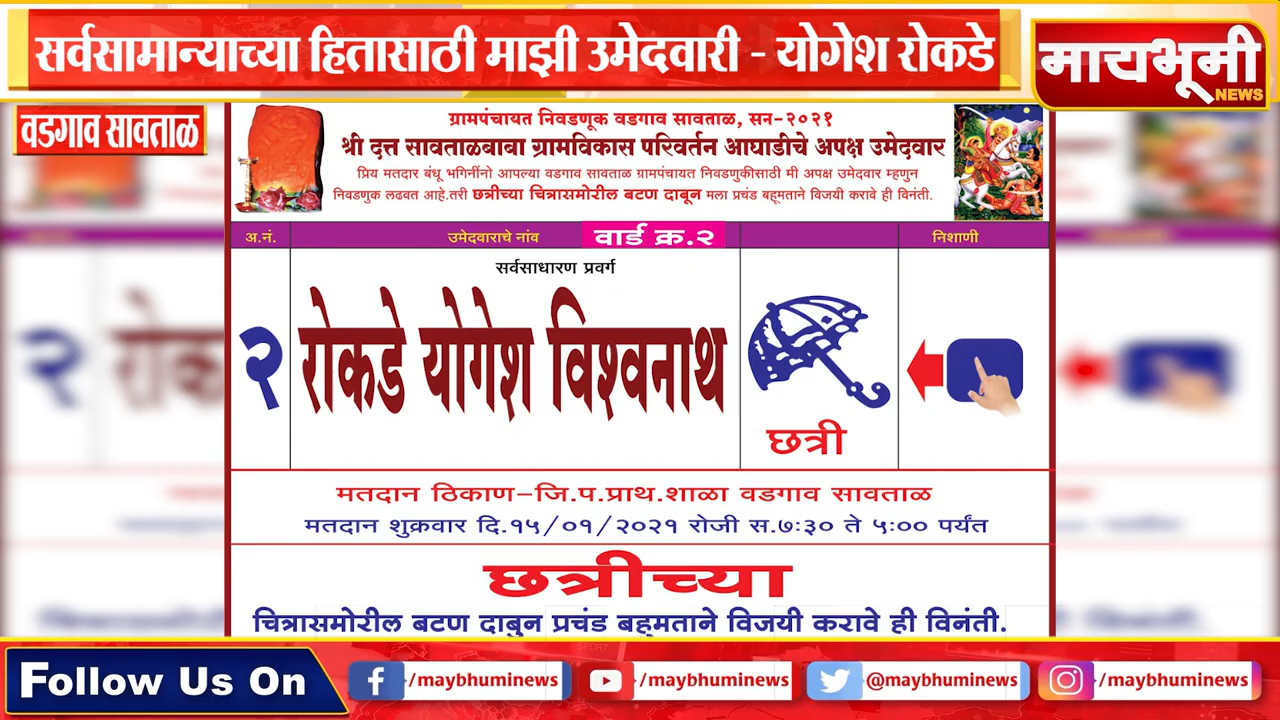 सर्वसामान्याच्या हितासाठी माझी उमेदवारी - योगेश रोकडे
मायभूमी
NEWS
वडगाव सावताळ
ग्रामपंचायत निवडणूक वडगाव सावताळ, सन-२०२१
श्री दत्त सावताळबाबा ग्रामविकास परिवर्तन आघाडीचे अपक्ष उमेदवार
प्रिय मतदार बंधू भगिनींनो आपल्या वडगाव सावताळ ग्रामपंचायत निवडणुकीसाठी मी अपक्ष उमेदवार म्हणुन
निवडणुक लढवत आहे.तरी छत्रीच्या चित्रासमोरील बटण दाबून मला प्रचंड बहूमताने विजयी करावे ही विनंती.
अ.नं. उमेदवाराचे नांव वार्ड क्र.२ निशाणी
सर्वसाधारण प्रवर्ग
२ रोकडे योगेश विश्वनाथ
छत्री
मतदान ठिकाण-जि.प.प्राथ.शाळा वडगाव सावताळ
मतदान शुक्रवार दि.१५/०१/२०२१ रोजी स.७:३० ते ५:०० पर्यंत
छत्रीच्या
चित्रासमोरील बटण दाबुन प्रचंड बहुमताने विजयी करावे ही विनंती.
Follow Us On /maybhuminews /maybhuminews @maybhuminews /maybhuminews